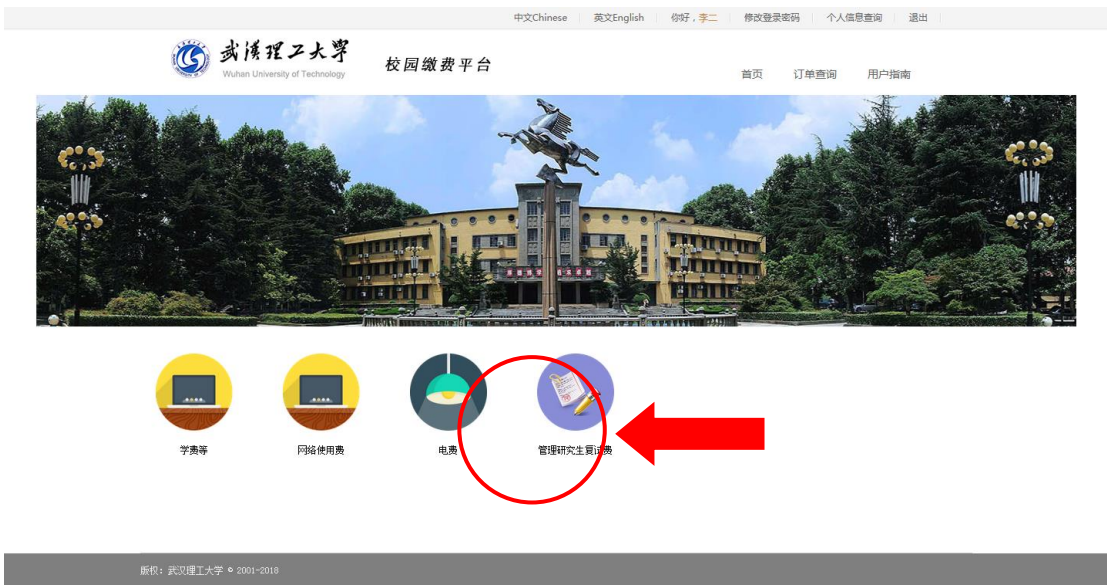 中文Chinese 英文English 你好，李二 修改登录密码 个人信息查询 退出
武汉理工大学
Wuhan University of Technology
校园缴费平台
首页 订单查询 用户指南
学费等 网络使用费 电费 管理研究生复试费
版权：武汉理工大学 © 2001-2018